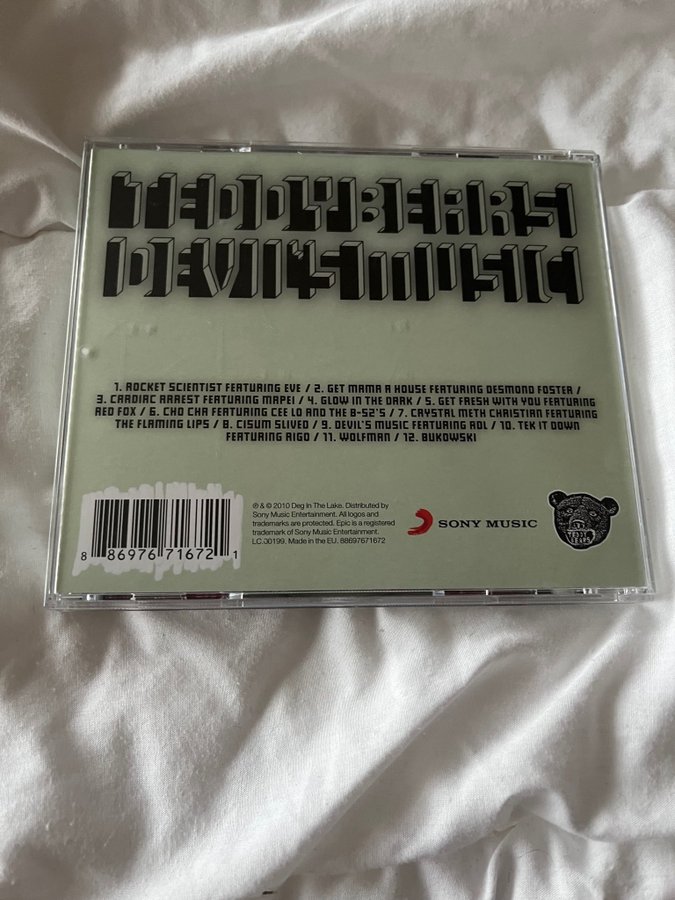 TEDDYBEARS
DEVIL'S MUSIC
1. ROCKET SCIENTIST FEATURING EVE / 2. GET MAMA A HOUSE FEATURING DESMOND FOSTER /
3. CARDIAC ARREST FEATURING MAPEI / 4. GLOW IN THE DARK / 5. GET FRESH WITH YOU FEATURING
RED FOX / 6. CHO CHA FEATURING CEE LO AND THE B-52'S / 7. CRYSTAL METH CHRISTIAN FEATURING
THE FLAMING LIPS / 8. CISUM SLIVED / 9. DEVIL'S MUSIC FEATURING ADL / 10. TEK IT DOWN
FEATURING RIGO / 11. WOLFMAN / 12. BUKOWSKI
8 86976 71672 1
℗ & © 2010 Deg In The Lake. Distributed by
Sony Music Entertainment. All logos and
trademarks are protected. Epic is a registered
trademark of Sony Music Entertainment.
LC 00199. Made in the EU. 88697671672
SONY MUSIC
TEDDY
BEARS